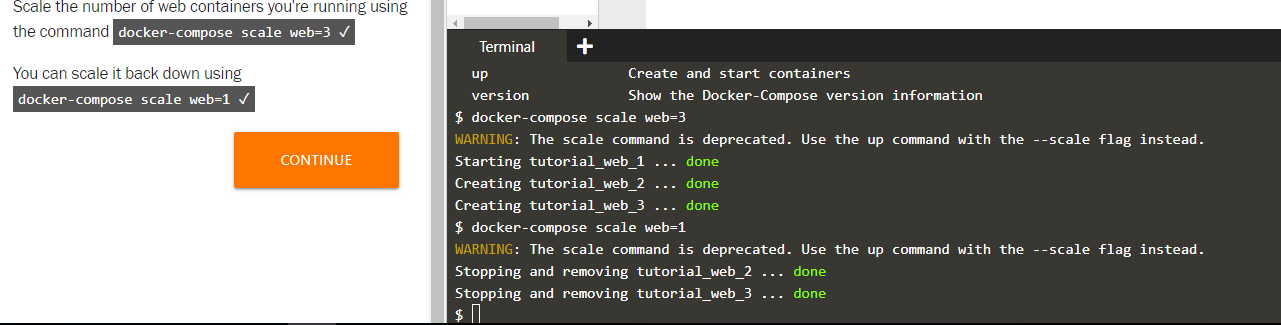 Scale the number of web containers you're running using
the command docker-compose scale web=3 ✓
You can scale it back down using
docker-compose scale web=1 ✓
CONTINUE
Terminal
up Create and start containers
version Show the Docker-Compose version information
$ docker-compose scale web=3
WARNING: The scale command is deprecated. Use the up command with the --scale flag instead.
Starting tutorial_web_1 ... done
Creating tutorial_web_2 ... done
Creating tutorial_web_3 ... done
$ docker-compose scale web=1
WARNING: The scale command is deprecated. Use the up command with the --scale flag instead.
Stopping and removing tutorial_web_2 ... done
Stopping and removing tutorial_web_3 ... done
$